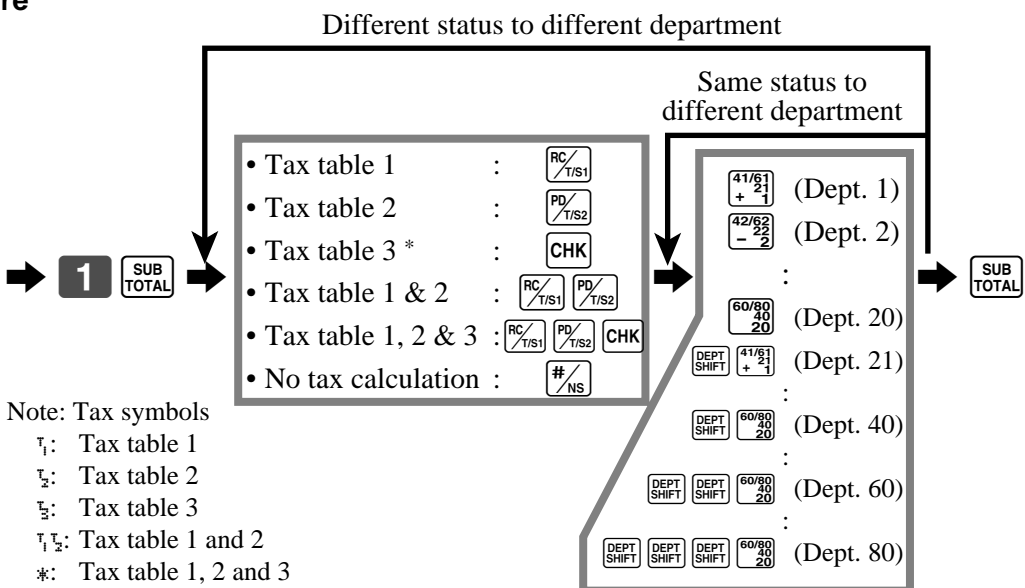 re
Different status to different department
Same status to
different department
• Tax table 1 : RC/T/S1
• Tax table 2 : PD/T/S2
• Tax table 3 * : CHK
• Tax table 1 & 2 : RC/T/S1 PD/T/S2
• Tax table 1, 2 & 3 : RC/T/S1 PD/T/S2 CHK
• No tax calculation : #/NS
1 SUB TOTAL
41/61 21 + 1 (Dept. 1)
42/62 22 − 2 (Dept. 2)
:
60/80 40 20 (Dept. 20)
DEPT SHIFT 41/61 21 + 1 (Dept. 21)
:
DEPT SHIFT 60/80 40 20 (Dept. 40)
:
DEPT SHIFT DEPT SHIFT 60/80 40 20 (Dept. 60)
:
DEPT SHIFT DEPT SHIFT DEPT SHIFT 60/80 40 20 (Dept. 80)
SUB TOTAL
Note: Tax symbols
T1: Tax table 1
T2: Tax table 2
T3: Tax table 3
T1T2: Tax table 1 and 2
*: Tax table 1, 2 and 3